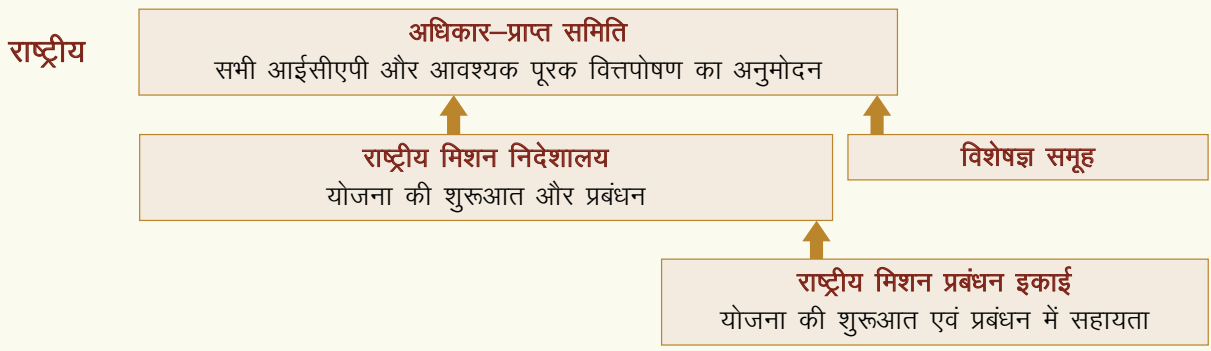 राष्ट्रीय
अधिकार–प्राप्त समिति
सभी आईसीएपी और आवश्यक पूरक वित्तपोषण का अनुमोदन
राष्ट्रीय मिशन निदेशालय
योजना की शुरूआत और प्रबंधन
विशेषज्ञ समूह
राष्ट्रीय मिशन प्रबंधन इकाई
योजना की शुरूआत एवं प्रबंधन में सहायता